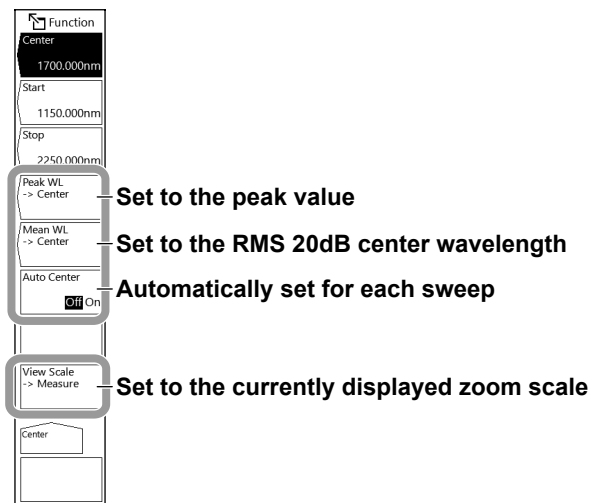 Function
Center
1700.000nm
Start
1150.000nm
Stop
2250.000nm
Peak WL
-> Center
Set to the peak value
Mean WL
-> Center
Set to the RMS 20dB center wavelength
Auto Center
Off On
Automatically set for each sweep
View Scale
-> Measure
Set to the currently displayed zoom scale
Center